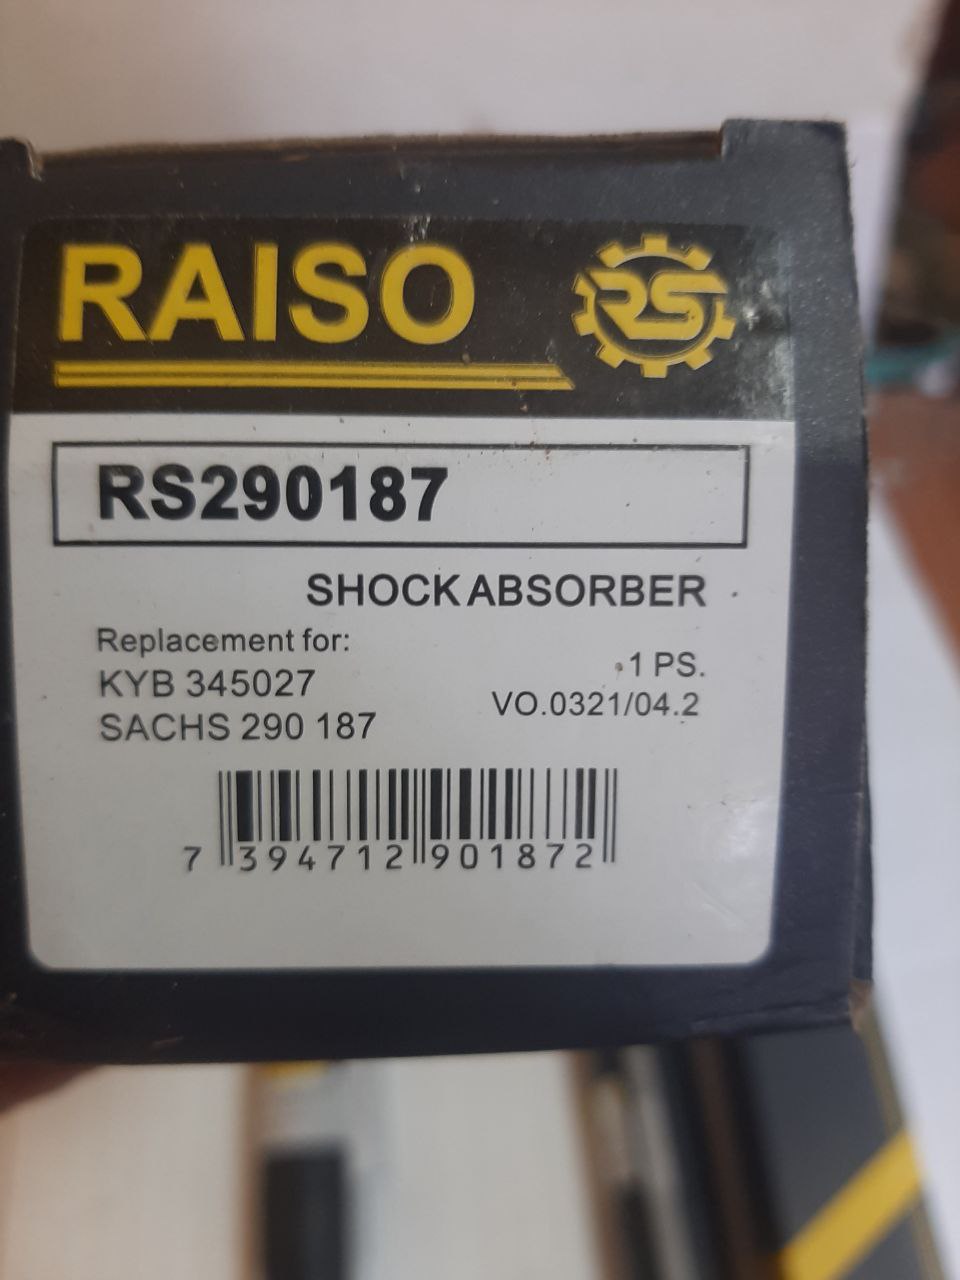 RAISO
RS
RS290187
SHOCK ABSORBER
Replacement for:
KYB 345027
1 PS.
SACHS 290 187
VO.0321/04.2
7 394712 901872